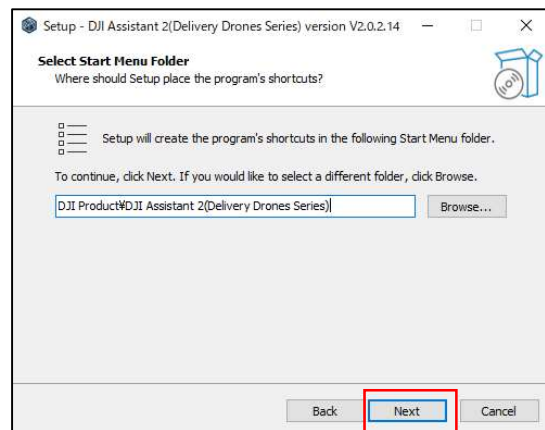 Setup - DJI Assistant 2(Delivery Drones Series) version V2.0.2.14
Select Start Menu Folder
Where should Setup place the program's shortcuts?
Setup will create the program's shortcuts in the following Start Menu folder.
To continue, click Next. If you would like to select a different folder, click Browse.
DJI Product¥DJI Assistant 2(Delivery Drones Series)
Browse...
Back Next Cancel